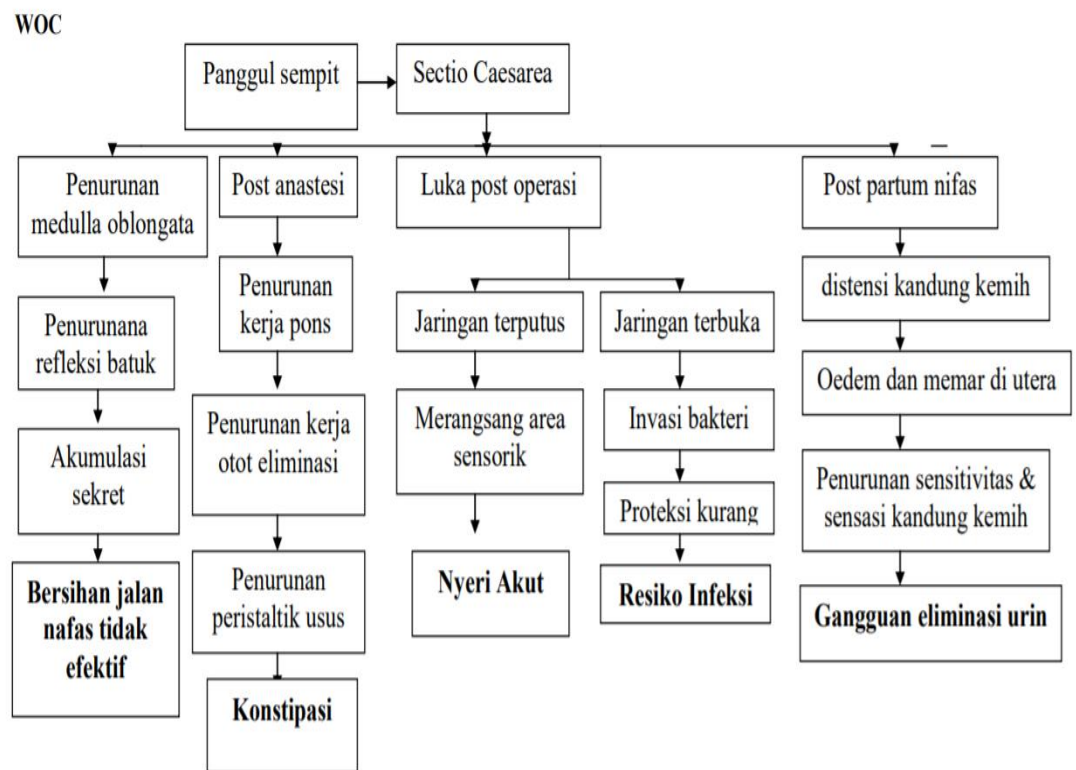 WOC
Panggul sempit
Sectio Caesarea
Penurunan
medulla oblongata
Post anastesi
Luka post operasi
Post partum nifas
Penurunana
refleksi batuk
Penurunan
kerja pons
Jaringan terputus
Jaringan terbuka
distensi kandung kemih
Akumulasi
sekret
Penurunan kerja
otot eliminasi
Merangsang area
sensorik
Invasi bakteri
Oedem dan memar di utera
Proteksi kurang
Penurunan sensitivitas &
sensasi kandung kemih
Bersihan jalan
nafas tidak
efektif
Penurunan
peristaltik usus
Nyeri Akut
Resiko Infeksi
Gangguan eliminasi urin
Konstipasi